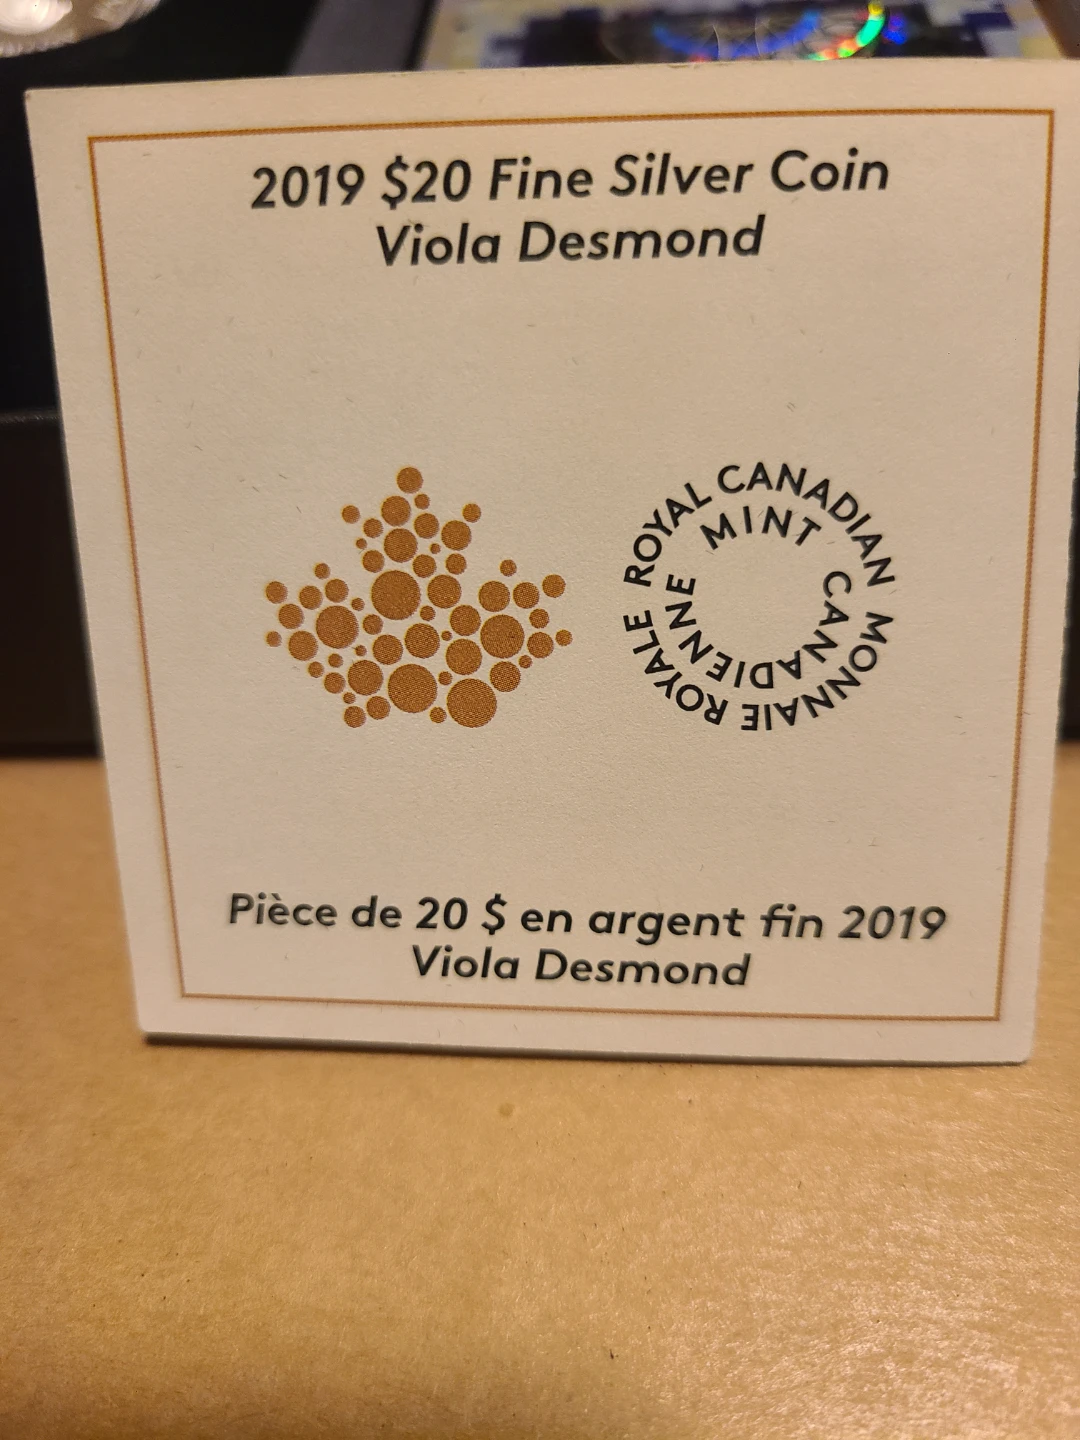 2019 $20 Fine Silver Coin
Viola Desmond
ROYAL CANADIAN
MINT
MONNAIE ROYALE
CANADIENNE
Pièce de 20 $ en argent fin 2019
Viola Desmond